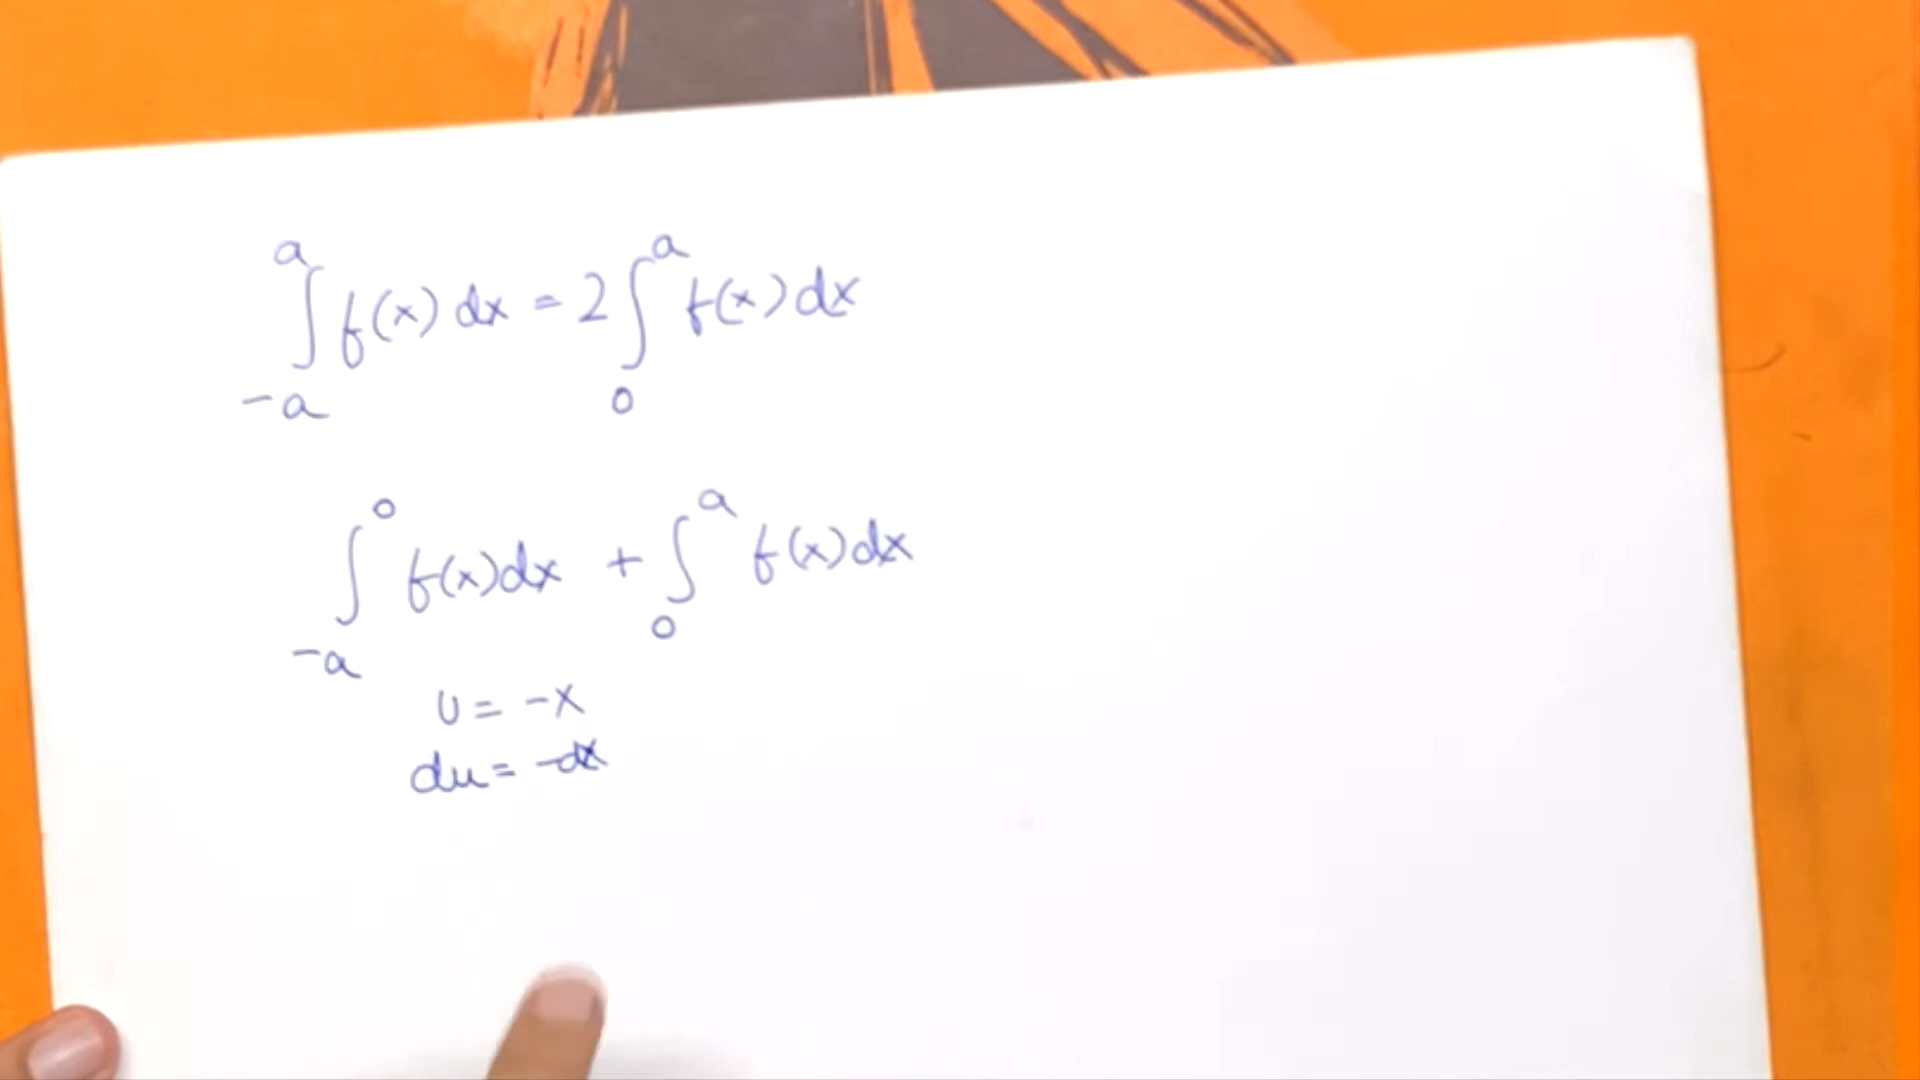 ∫_{-a}^{a} f(x) dx = 2 ∫_{0}^{a} f(x) dx
∫_{-a}^{0} f(x) dx + ∫_{0}^{a} f(x) dx
u = -x
du = -dx